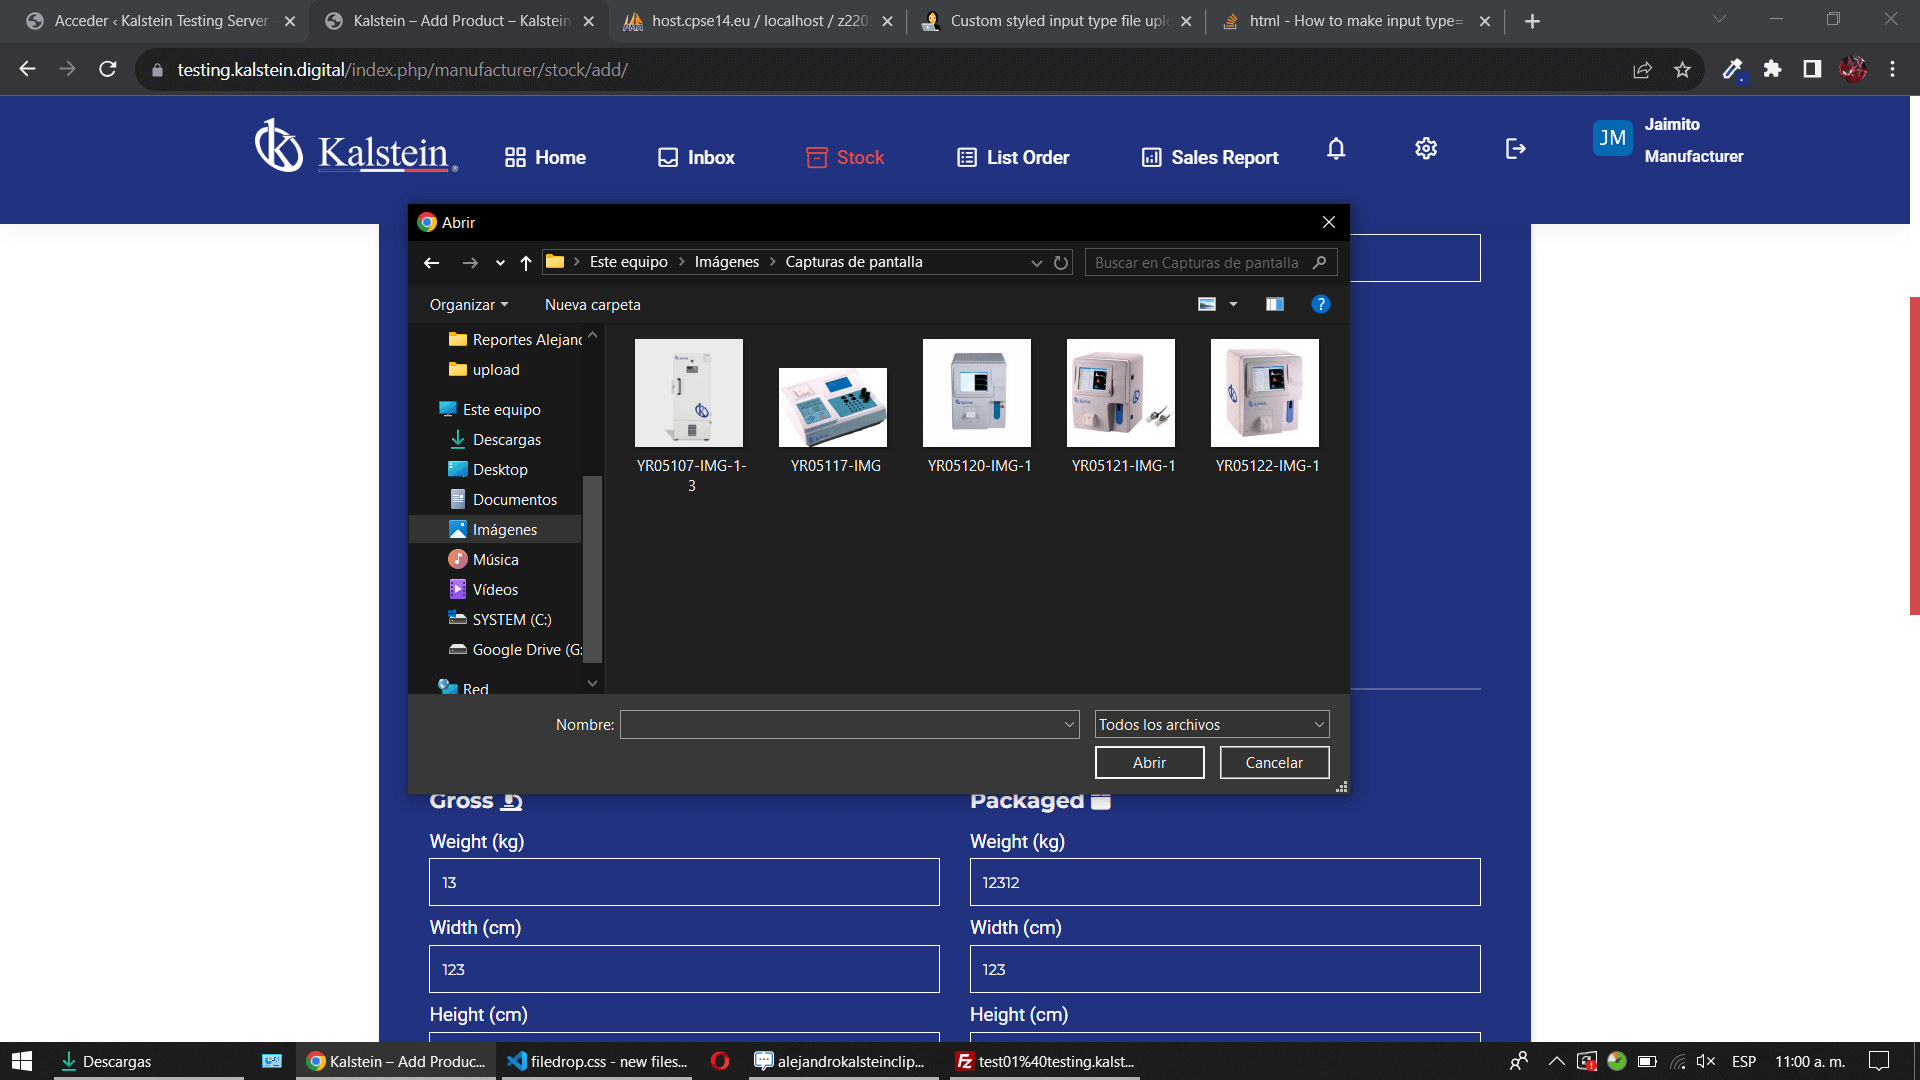 Acceder ‹ Kalstein Testing Server
Kalstein – Add Product – Kalstein
host.cpse14.eu / localhost / z220
Custom styled input type file uplo
html - How to make input type=
testing.kalstein.digital/index.php/manufacturer/stock/add/
Kalstein
Home
Inbox
Stock
List Order
Sales Report
JM
Jaimito
Manufacturer
Abrir
Este equipo
Imágenes
Capturas de pantalla
Buscar en Capturas de pantalla
Organizar
Nueva carpeta
Reportes Alejand
upload
Este equipo
Descargas
Desktop
Documentos
Imágenes
Música
Vídeos
SYSTEM (C:)
Google Drive (G:
Red
YR05107-IMG-1-
3
YR05117-IMG
YR05120-IMG-1
YR05121-IMG-1
YR05122-IMG-1
Nombre:
Todos los archivos
Abrir
Cancelar
Gross
Packaged
Weight (kg)
Weight (kg)
13
12312
Width (cm)
Width (cm)
123
123
Height (cm)
Height (cm)
Descargas
Kalstein – Add Produc...
filedrop.css - new files...
alejandrokalsteinclip...
test01%40testing.kalst...
ESP
11:00 a. m.